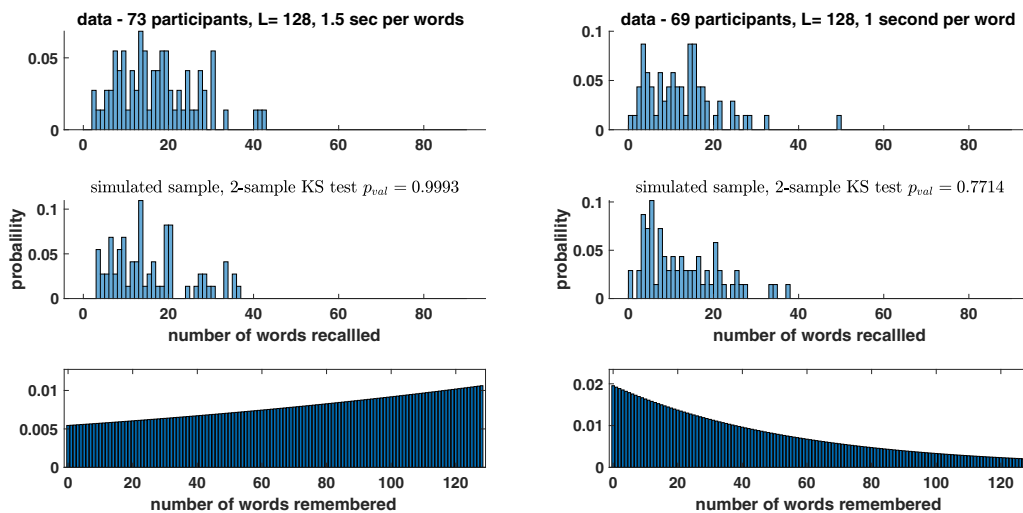 data - 73 participants, L= 128, 1.5 sec per words
0.05
0
0 20 40 60 80
simulated sample, 2-sample KS test p_val = 0.9993
0.1
0.05
0
probalility
0 20 40 60 80
number of words recallled
0.01
0.005
0
0 20 40 60 80 100 120
number of words remembered
data - 69 participants, L= 128, 1 second per word
0.1
0.05
0
0 20 40 60 80
simulated sample, 2-sample KS test p_val = 0.7714
0.1
0.05
0
probalility
0 20 40 60 80
number of words recallled
0.02
0.01
0
0 20 40 60 80 100 120
number of words remembered